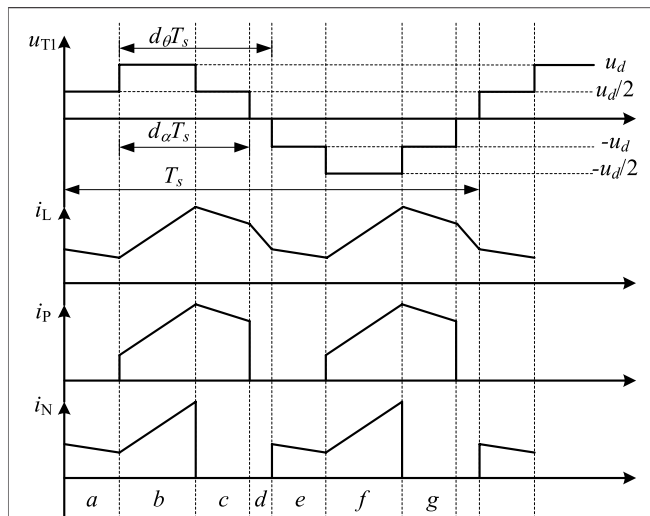 u_T1
d_θT_s
u_d
u_d/2
d_αT_s
-u_d
-u_d/2
T_s
i_L
i_P
i_N
a b c d e f g